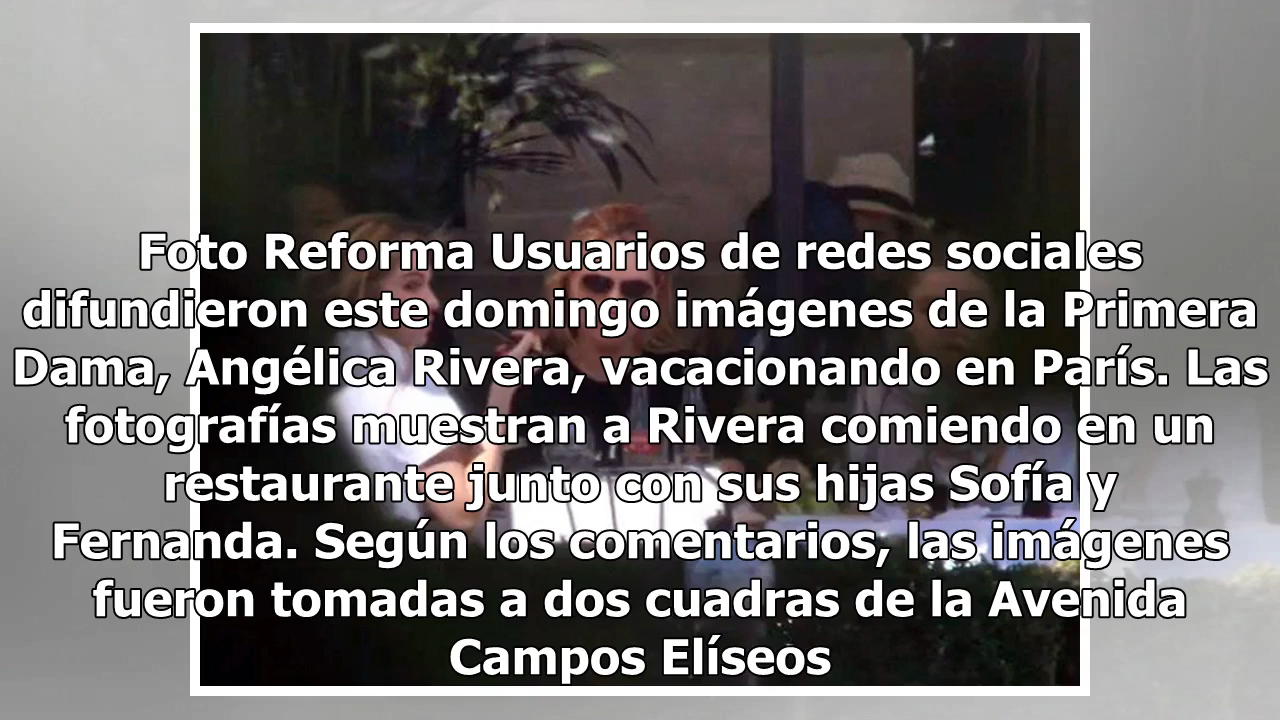 Foto Reforma Usuarios de redes sociales
difundieron este domingo imágenes de la Primera
Dama, Angélica Rivera, vacacionando en París. Las
fotografías muestran a Rivera comiendo en un
restaurante junto con sus hijas Sofía y
Fernanda. Según los comentarios, las imágenes
fueron tomadas a dos cuadras de la Avenida
Campos Elíseos